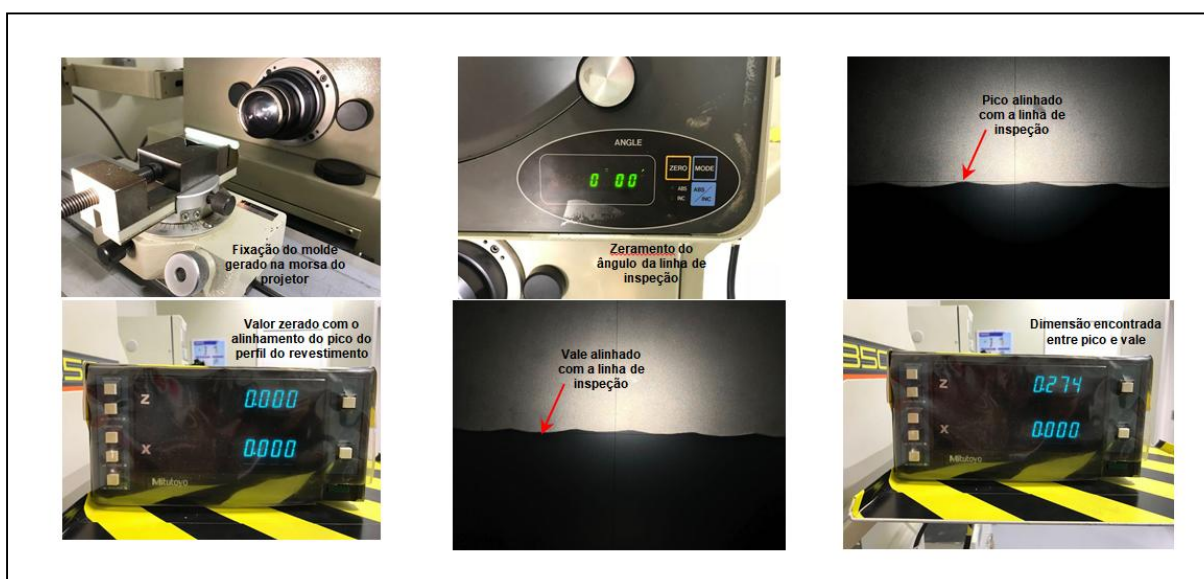 Fixação do molde
gerado na morsa do
projetor
ANGLE
ZERO
MODE
0° 00'
ABS
INC
ABS/
INC
Zeramento do
ângulo da linha de
inspeção
Pico alinhado
com a linha de
inspeção
Valor zerado com o
alinhamento do pico do
perfil do revestimento
Z 0.000
X 0.000
Mitutoyo
Vale alinhado
com a linha de
inspeção
Dimensão encontrada
entre pico e vale
350
Z 0.274
X 0.000
Mitutoyo